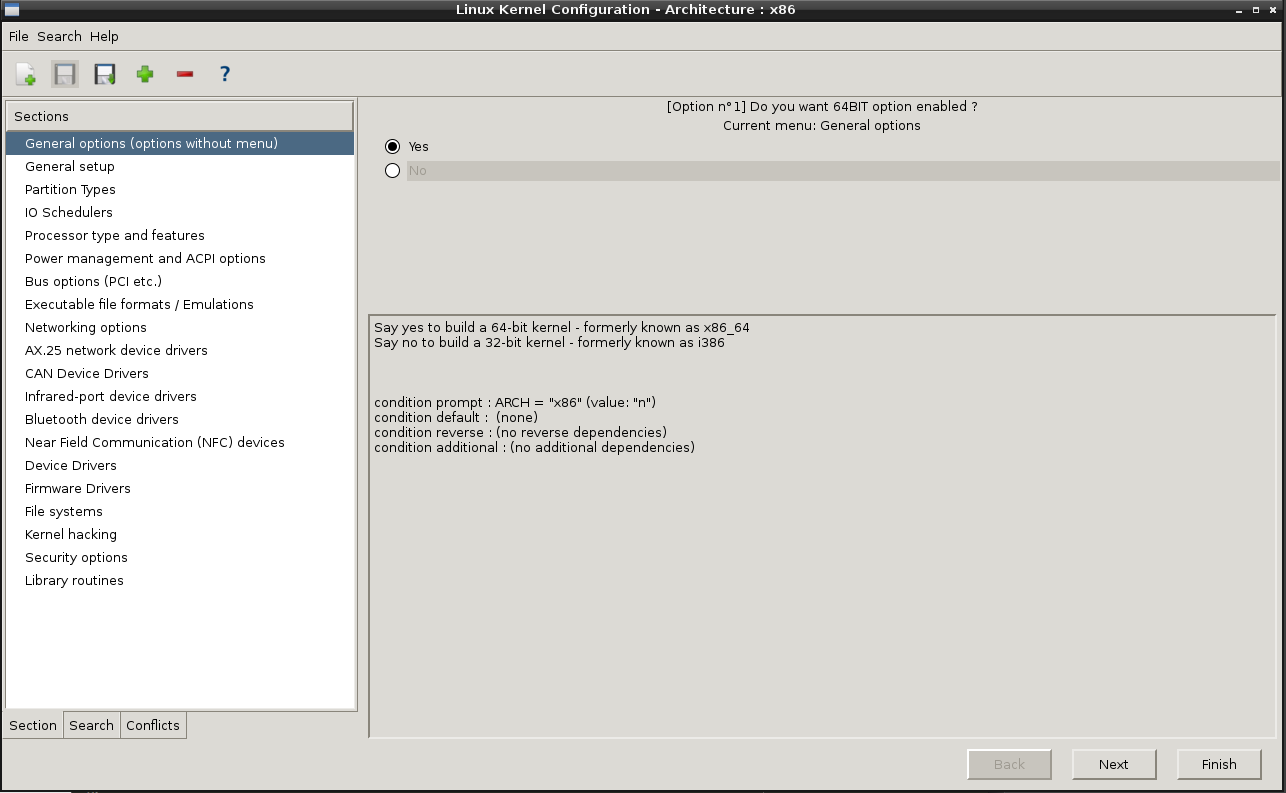 Linux Kernel Configuration - Architecture : x86
File Search Help
?
Sections
General options (options without menu)
General setup
Partition Types
IO Schedulers
Processor type and features
Power management and ACPI options
Bus options (PCI etc.)
Executable file formats / Emulations
Networking options
AX.25 network device drivers
CAN Device Drivers
Infrared-port device drivers
Bluetooth device drivers
Near Field Communication (NFC) devices
Device Drivers
Firmware Drivers
File systems
Kernel hacking
Security options
Library routines
Section Search Conflicts
[Option n°1] Do you want 64BIT option enabled ?
Current menu: General options
Yes
No
Say yes to build a 64-bit kernel - formerly known as x86_64
Say no to build a 32-bit kernel - formerly known as i386
condition prompt : ARCH = "x86" (value: "n")
condition default :  (none)
condition reverse : (no reverse dependencies)
condition additional : (no additional dependencies)
Back Next Finish